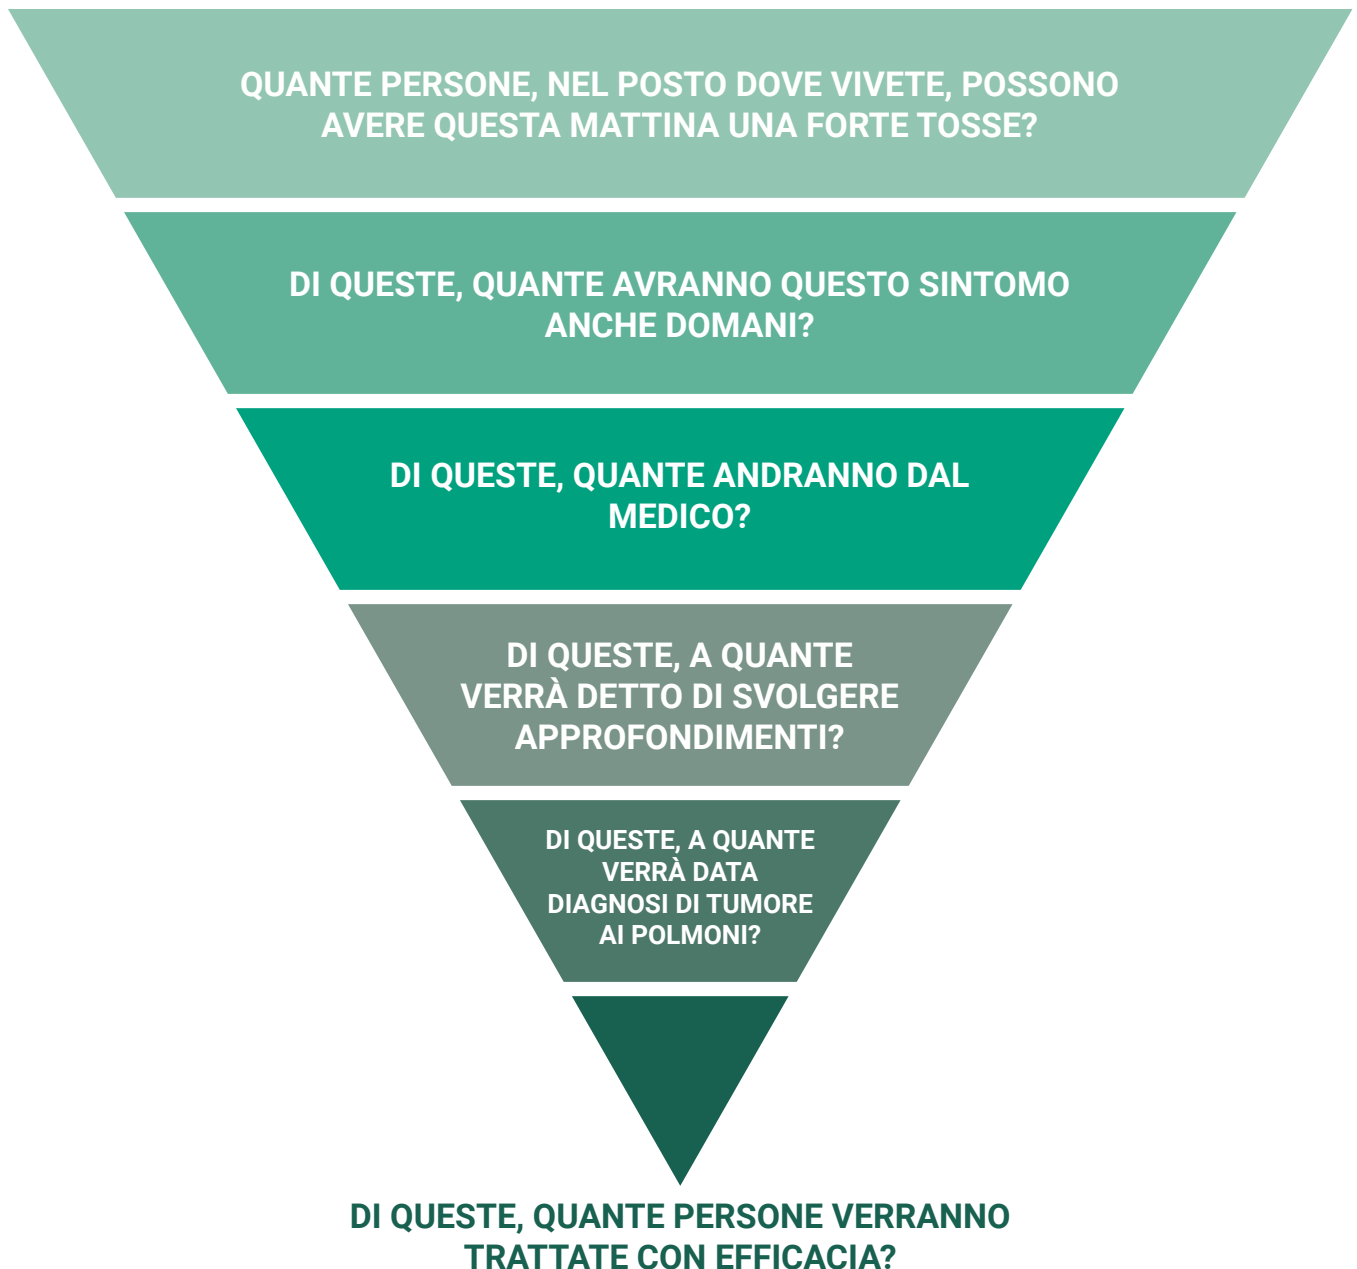 QUANTE PERSONE, NEL POSTO DOVE VIVETE, POSSONO
AVERE QUESTA MATTINA UNA FORTE TOSSE?
DI QUESTE, QUANTE AVRANNO QUESTO SINTOMO
ANCHE DOMANI?
DI QUESTE, QUANTE ANDRANNO DAL
MEDICO?
DI QUESTE, A QUANTE
VERRÀ DETTO DI SVOLGERE
APPROFONDIMENTI?
DI QUESTE, A QUANTE
VERRÀ DATA
DIAGNOSI DI TUMORE
AI POLMONI?
DI QUESTE, QUANTE PERSONE VERRANNO
TRATTATE CON EFFICACIA?